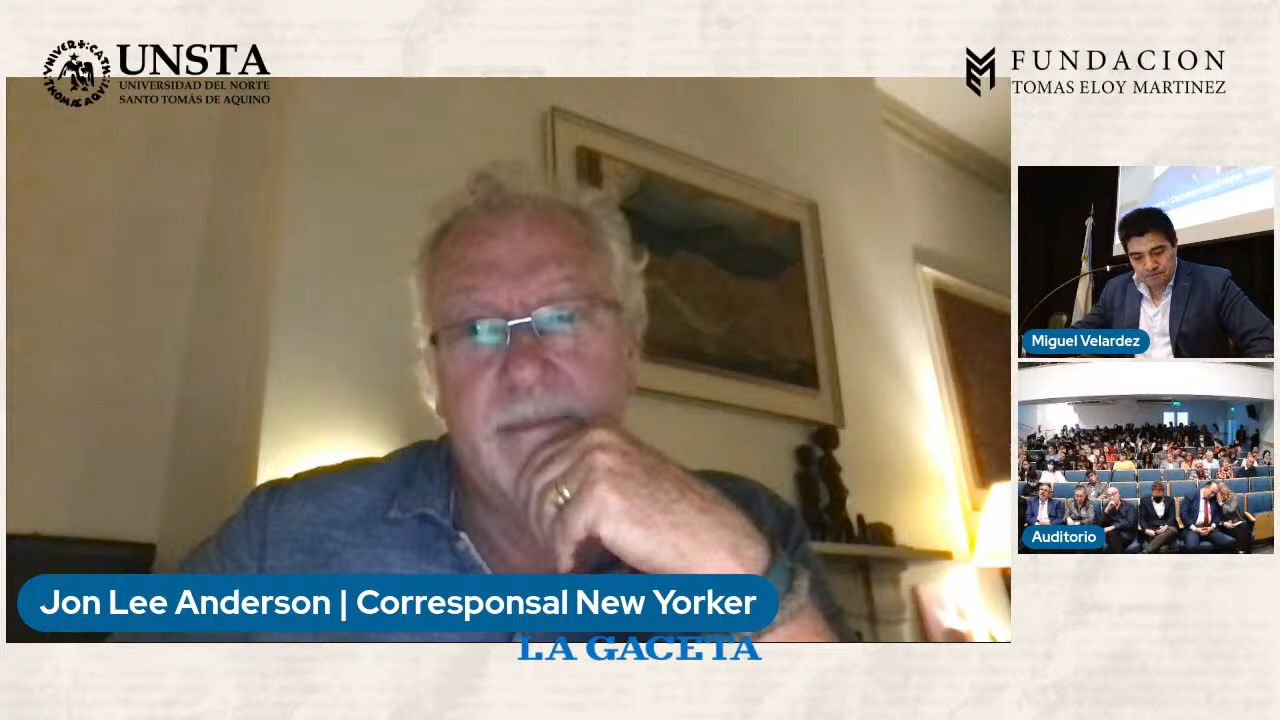 UNSTA
UNIVERSIDAD DEL NORTE
SANTO TOMÁS DE AQUINO
FUNDACION
TOMAS ELOY MARTINEZ
Miguel Velardez
Auditorio
Jon Lee Anderson | Corresponsal New Yorker
LA GACETA